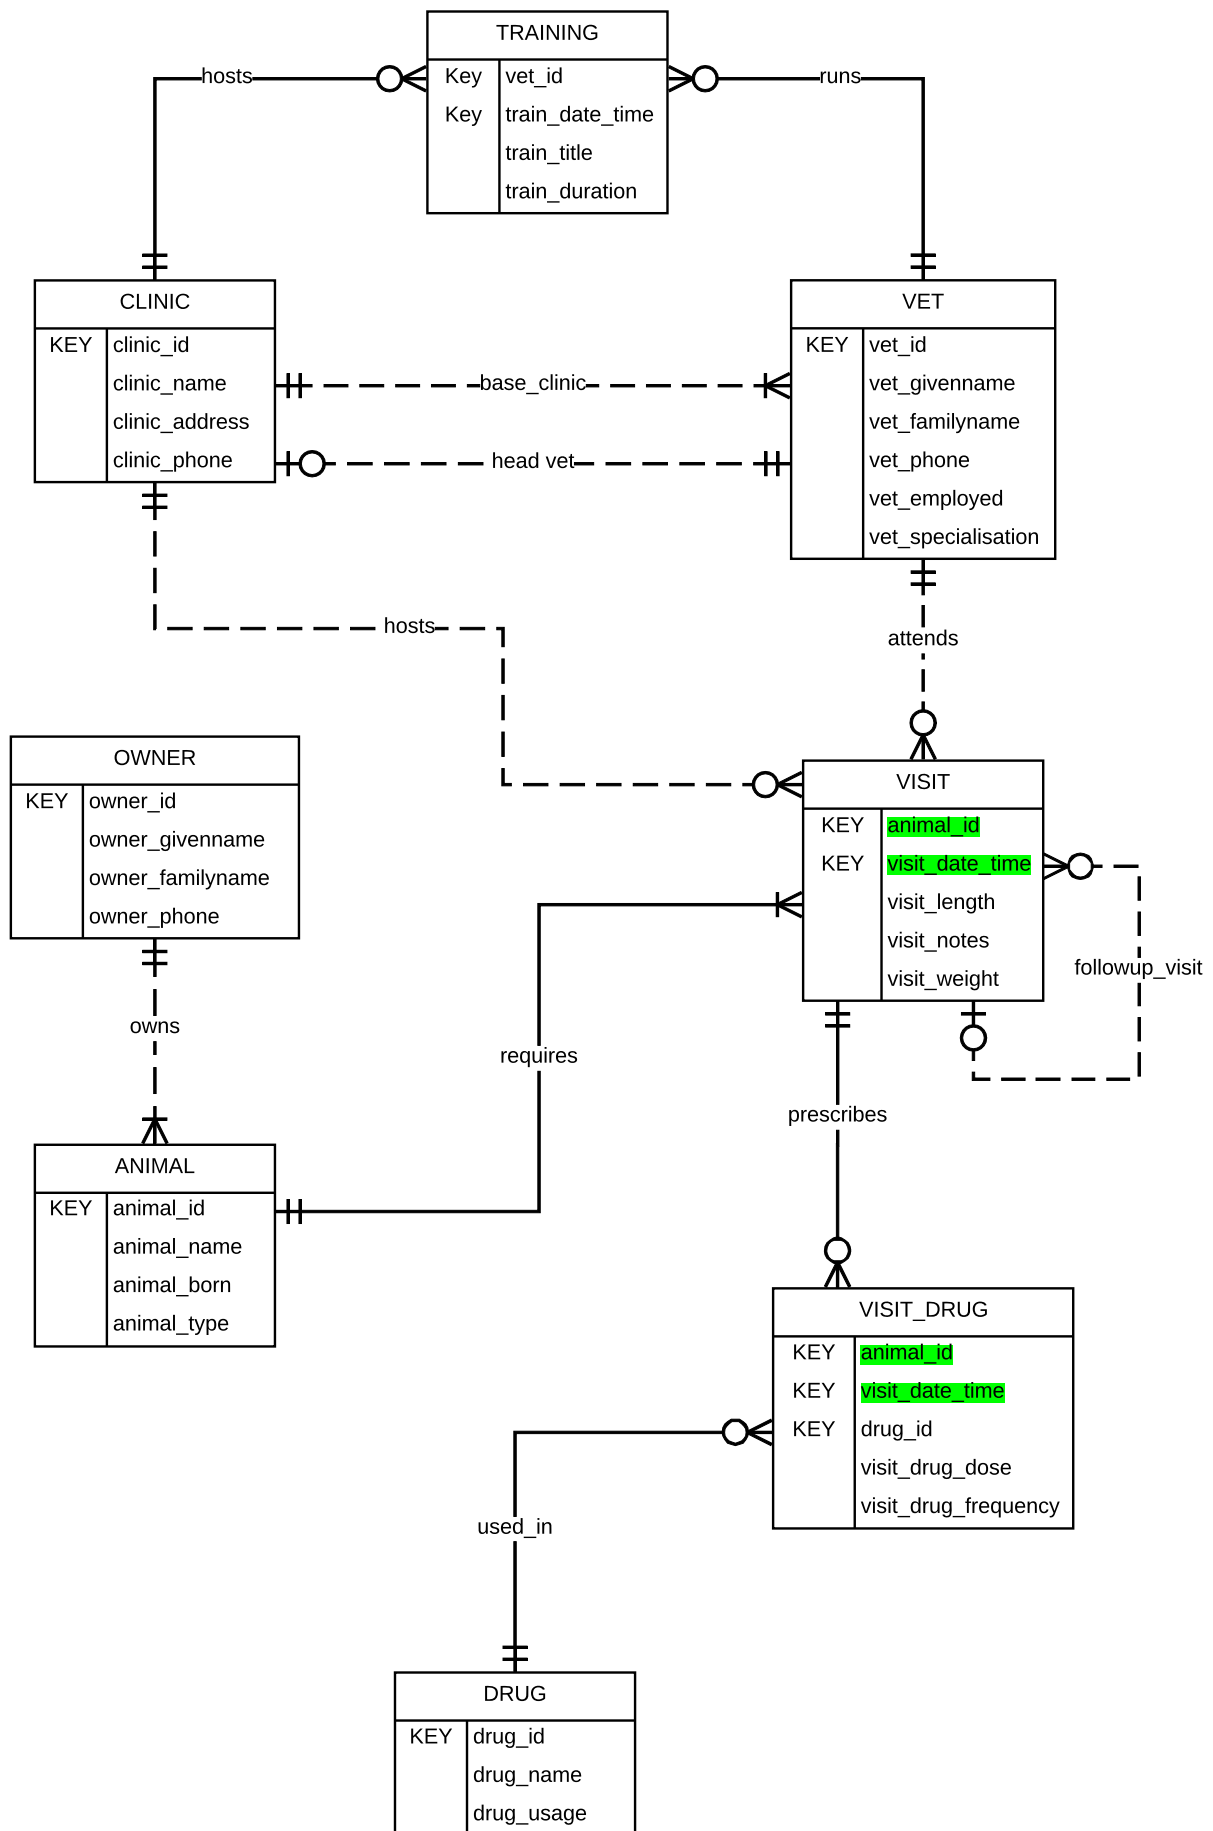 TRAINING
hosts
Key vet_id
runs
Key train_date_time
train_title
train_duration
CLINIC
KEY clinic_id
clinic_name
clinic_address
clinic_phone
base_clinic
head vet
VET
KEY vet_id
vet_givenname
vet_familyname
vet_phone
vet_employed
vet_specialisation
hosts
attends
OWNER
KEY owner_id
owner_givenname
owner_familyname
owner_phone
VISIT
KEY animal_id
KEY visit_date_time
visit_length
visit_notes
visit_weight
followup_visit
owns
requires
prescribes
ANIMAL
KEY animal_id
animal_name
animal_born
animal_type
VISIT_DRUG
KEY animal_id
KEY visit_date_time
KEY drug_id
visit_drug_dose
visit_drug_frequency
used_in
DRUG
KEY drug_id
drug_name
drug_usage